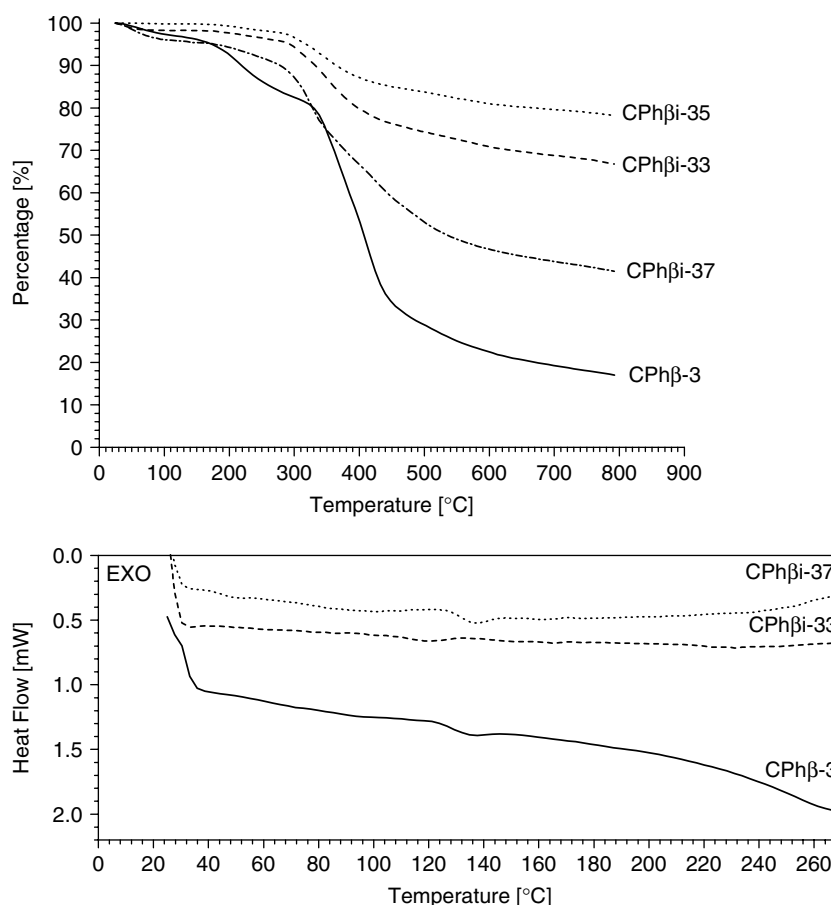 100
90
80
70
60
50
40
30
20
10
0
Percentage [%]
CPhβi-35
CPhβi-33
CPhβi-37
CPhβ-3
0 100 200 300 400 500 600 700 800 900
Temperature [°C]
0.0
0.5
1.0
1.5
2.0
Heat Flow [mW]
EXO
CPhβi-37
CPhβi-33
CPhβ-3
0 20 40 60 80 100 120 140 160 180 200 220 240 260
Temperature [°C]